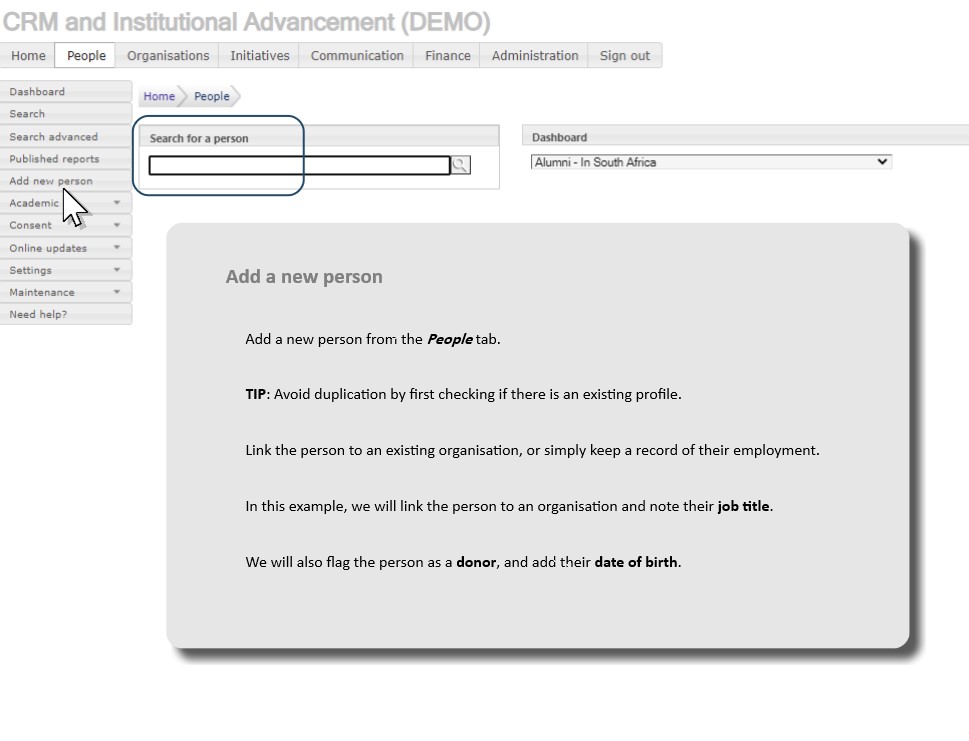 CRM and Institutional Advancement (DEMO)
Home People Organisations Initiatives Communication Finance Administration Sign out
Dashboard
Search
Search advanced
Published reports
Add new person
Academic
Consent
Online updates
Settings
Maintenance
Need help?
Home People
Search for a person
Dashboard
Alumni - In South Africa
Add a new person
Add a new person from the People tab.
TIP: Avoid duplication by first checking if there is an existing profile.
Link the person to an existing organisation, or simply keep a record of their employment.
In this example, we will link the person to an organisation and note their job title.
We will also flag the person as a donor, and add their date of birth.